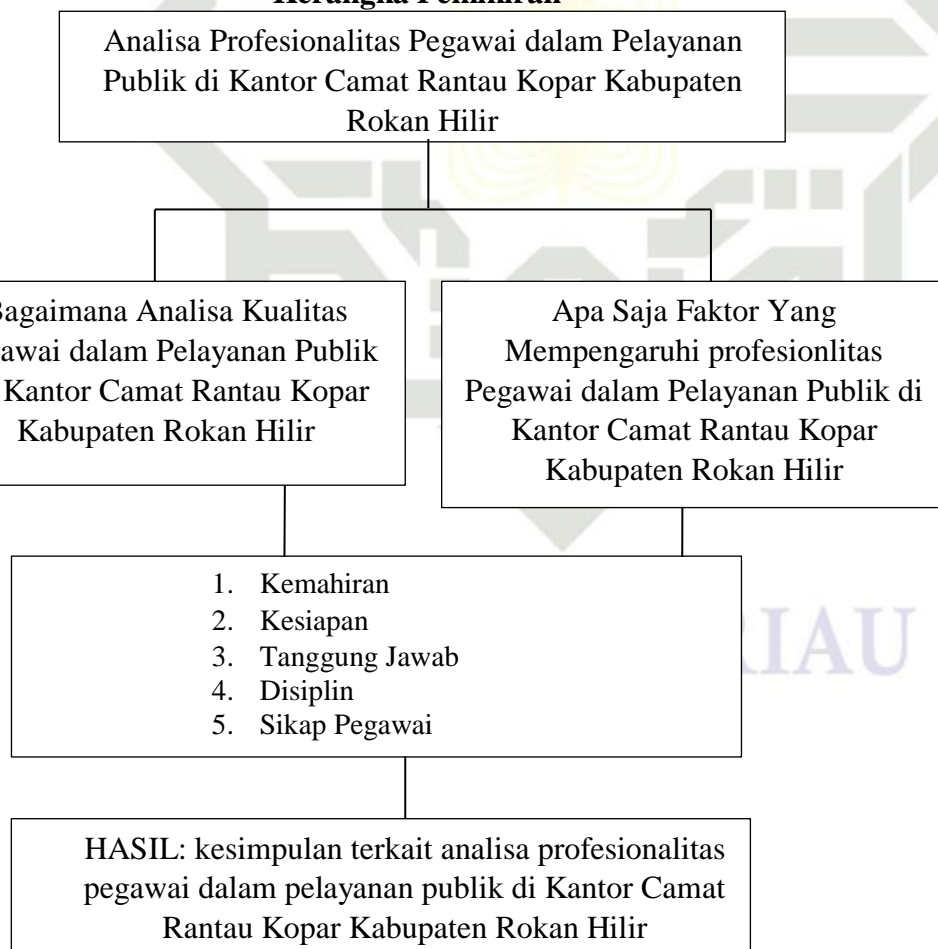 Kerangka Pemikiran
Analisa Profesionalitas Pegawai dalam Pelayanan
Publik di Kantor Camat Rantau Kopar Kabupaten
Rokan Hilir
Bagaimana Analisa Kualitas
gawai dalam Pelayanan Publik
Kantor Camat Rantau Kopar
Kabupaten Rokan Hilir
Apa Saja Faktor Yang
Mempengaruhi profesionlitas
Pegawai dalam Pelayanan Publik di
Kantor Camat Rantau Kopar
Kabupaten Rokan Hilir
1. Kemahiran
2. Kesiapan
3. Tanggung Jawab
4. Disiplin
5. Sikap Pegawai
RIAU
HASIL: kesimpulan terkait analisa profesionalitas
pegawai dalam pelayanan publik di Kantor Camat
Rantau Kopar Kabupaten Rokan Hilir